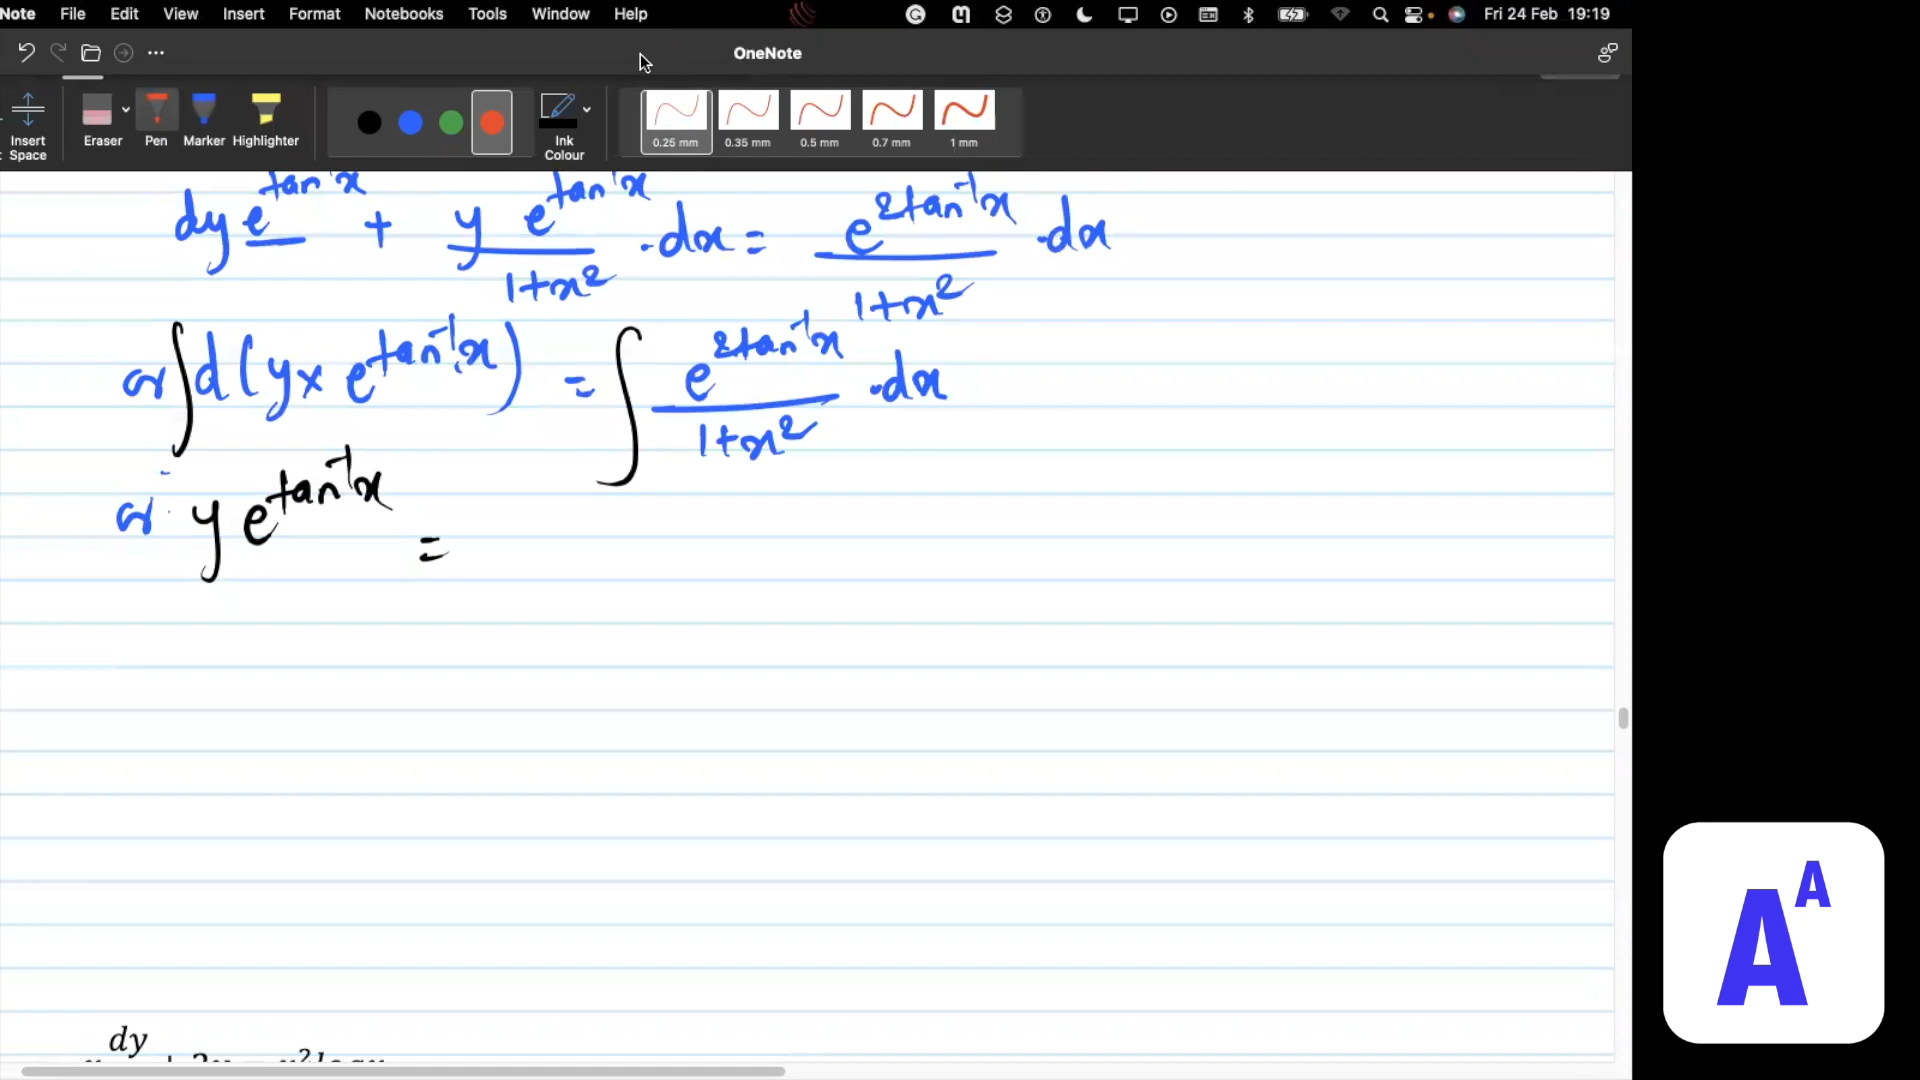 Note File Edit View Insert Format Notebooks Tools Window Help Fri 24 Feb 19:19
OneNote
Insert Space Eraser Pen Marker Highlighter Ink Colour 0.25 mm 0.35 mm 0.5 mm 0.7 mm 1 mm
dy e^{tan⁻¹x} + y e^{tan⁻¹x}/(1+x²) · dx = e^{2tan⁻¹x}/(1+x²) · dx
or ∫d(y× e^{tan⁻¹x}) = ∫ e^{2tan⁻¹x}/(1+x²) · dx
or y e^{tan⁻¹x} =
dy
A^A